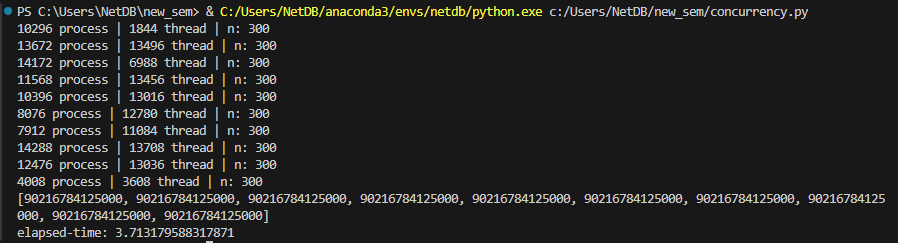 PS C:\Users\NetDB\new_sem> & C:/Users/NetDB/anaconda3/envs/netdb/python.exe c:/Users/NetDB/new_sem/concurrency.py
10296 process | 1844 thread | n: 300
13672 process | 13496 thread | n: 300
14172 process | 6988 thread | n: 300
11568 process | 13456 thread | n: 300
10396 process | 13016 thread | n: 300
8076 process | 12780 thread | n: 300
7912 process | 11084 thread | n: 300
14288 process | 13708 thread | n: 300
12476 process | 13036 thread | n: 300
4008 process | 3608 thread | n: 300
[90216784125000, 90216784125000, 90216784125000, 90216784125000, 90216784125000, 90216784125000, 90216784125000, 90216784125
000, 90216784125000, 90216784125000]
elapsed-time: 3.713179588317871